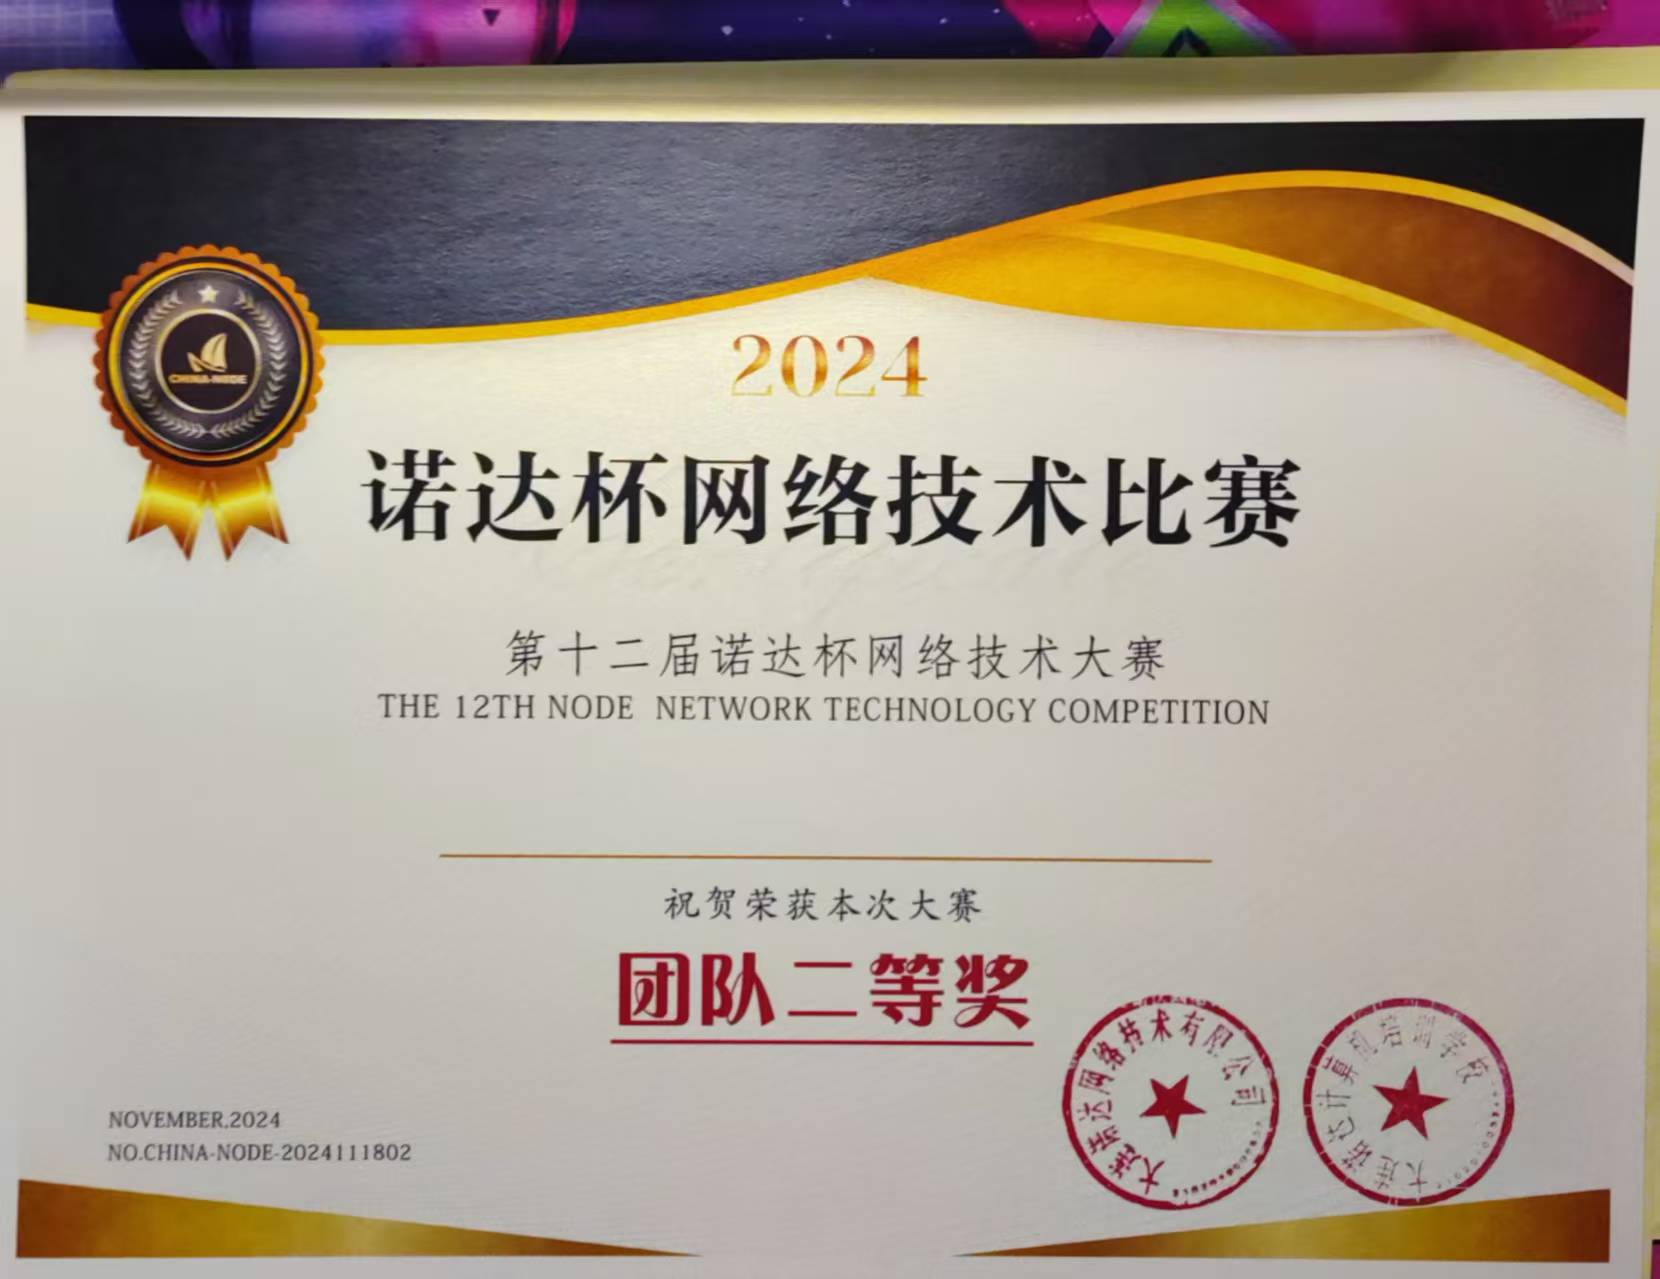 CHINA-NODE
2024
诺达杯网络技术比赛
第十二届诺达杯网络技术大赛
THE 12TH NODE NETWORK TECHNOLOGY COMPETITION
祝贺荣获本次大赛
团队二等奖
大连诺达网络技术有限公司
大连诺达计算机培训学校
NOVEMBER,2024
NO.CHINA-NODE-2024111802